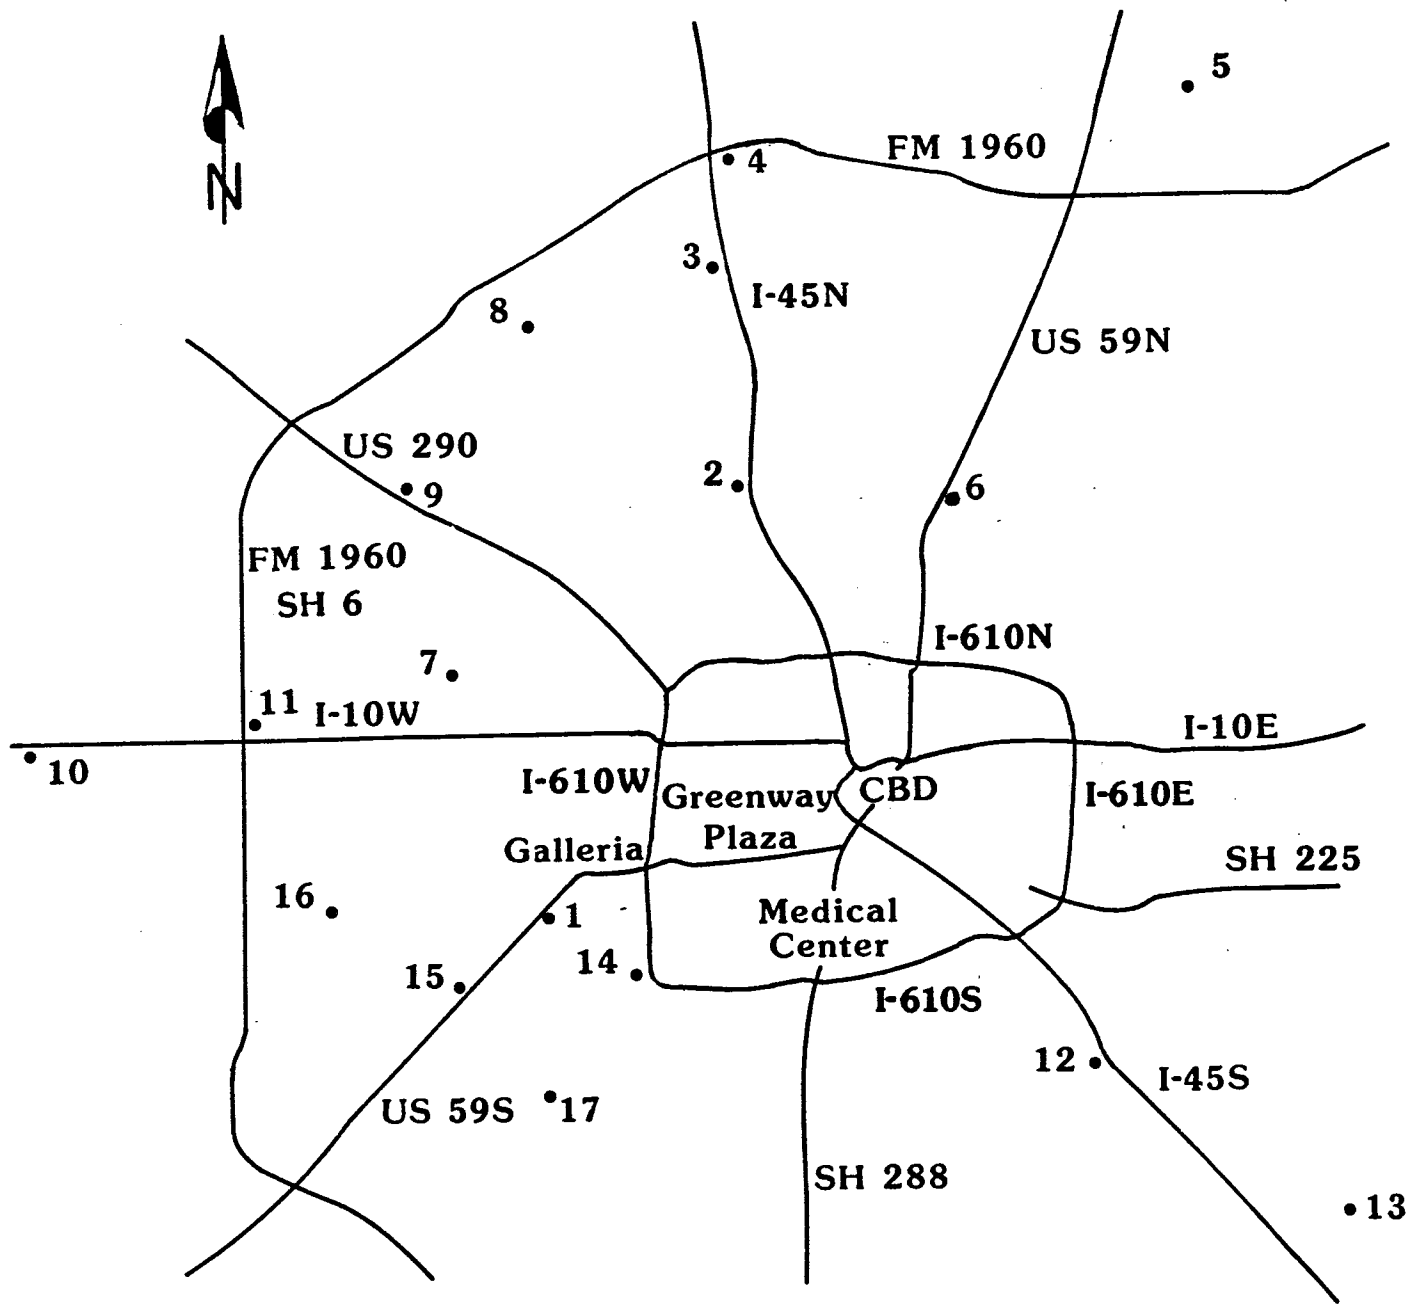 5
FM 1960
4
N
3
I-45N
8
US 59N
US 290
2
6
9
FM 1960
SH 6
I-610N
7
11
I-10W
I-10E
10
I-610W
Greenway
Plaza
CBD
I-610E
Galleria
SH 225
16
1
Medical
Center
14
15
I-610S
12
I-45S
US 59S
17
SH 288
13